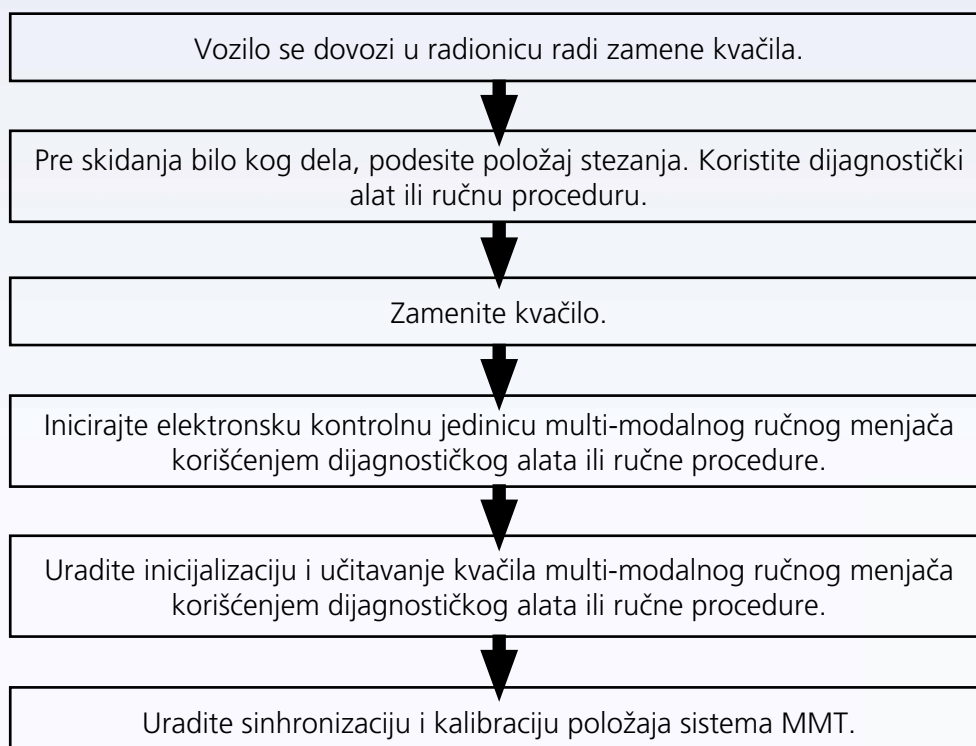 Vozilo se dovozi u radionicu radi zamene kvačila.
Pre skidanja bilo kog dela, podesite položaj stezanja. Koristite dijagnostički
alat ili ručnu proceduru.
Zamenite kvačilo.
Inicirajte elektronsku kontrolnu jedinicu multi-modalnog ručnog menjača
korišćenjem dijagnostičkog alata ili ručne procedure.
Uradite inicijalizaciju i učitavanje kvačila multi-modalnog ručnog menjača
korišćenjem dijagnostičkog alata ili ručne procedure.
Uradite sinhronizaciju i kalibraciju položaja sistema MMT.